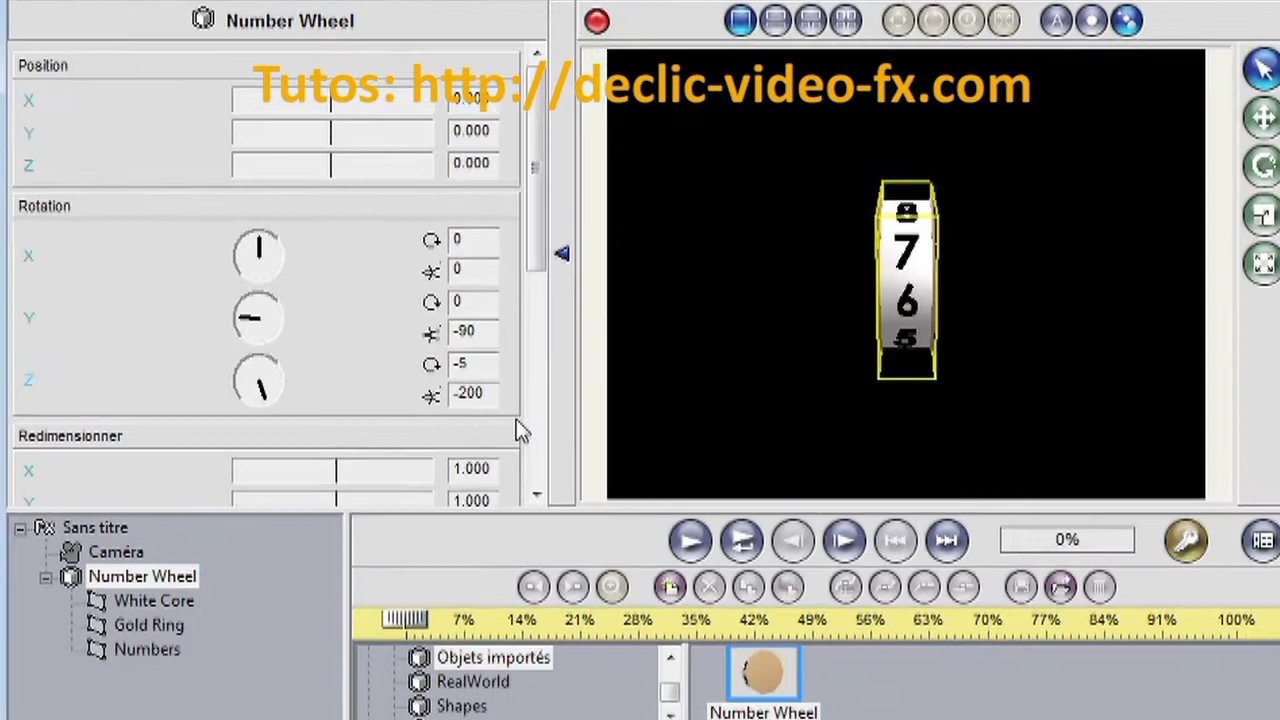 Number Wheel
Tutos: http://declic-video-fx.com
Position
X 0.000
Y 0.000
Z 0.000
Rotation
X 0
0
Y 0
-90
Z -5
-200
Redimensionner
X 1.000
Y 1.000
8
7
6
5
A
Fx Sans titre
Caméra
Number Wheel
White Core
Gold Ring
Numbers
0%
7% 14% 21% 28% 35% 42% 49% 56% 63% 70% 77% 84% 91% 100%
Objets importés
RealWorld
Shapes
Number Wheel